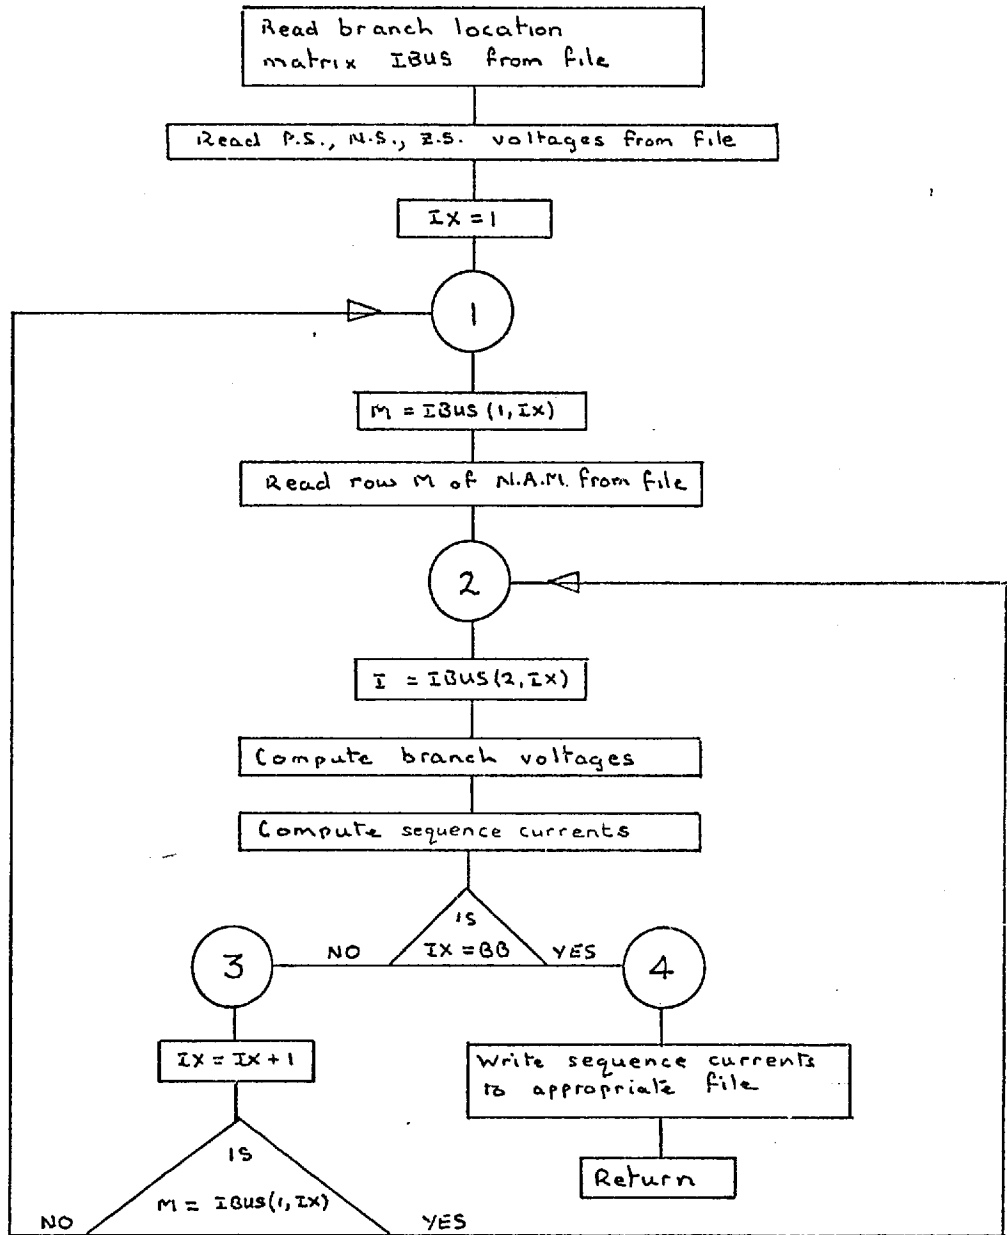 Read branch location
matrix IBUS from file
Read P.S., N.S., Z.S. voltages from file
IX = 1
1
M = IBUS (1, IX)
Read row M of N.A.M. from file
2
I = IBUS (2, IX)
Compute branch voltages
Compute sequence currents
IS
IX = BB
NO
YES
3
4
IX = IX + 1
Write sequence currents
to appropriate file
IS
M = IBUS (1, IX)
NO
YES
Return